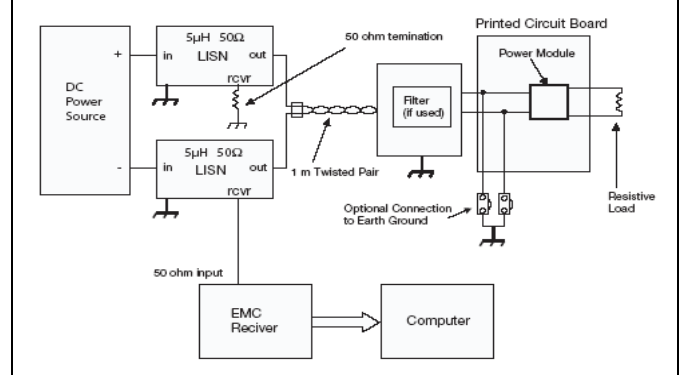 Printed Circuit Board
5µH 50Ω
LISN
in
out
rcvr
50 ohm temination
Power Module
+
DC
Power
Source
-
Filter
(if used)
5µH 50Ω
LISN
in
out
rcvr
1 m Twisted Pair
Optional Connection
to Earth Ground
Resistive
Load
50 ohm input
EMC
Reciver
Computer